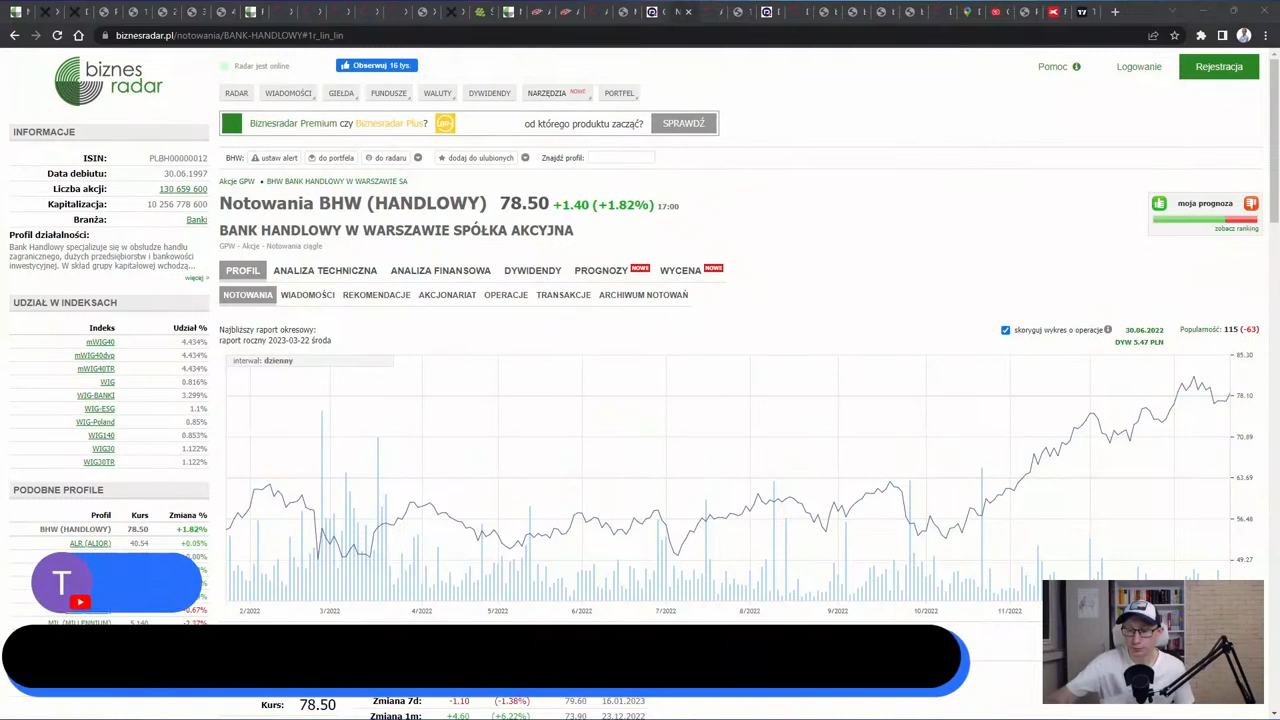 biznesradar.pl/notowania/BANK-HANDLOWY#1r_lin_lin
biznes
radar
Radar jest online
Obserwuj 16 tys.
Pomoc
Logowanie
Rejestracja
RADAR WIADOMOŚCI GIEŁDA FUNDUSZE WALUTY DYWIDENDY NARZĘDZIA NOWE PORTFEL
Biznesradar Premium czy Biznesradar Plus? od którego produktu zacząć? SPRAWDŹ
BHW: ustaw alert do portfela do radaru dodaj do ulubionych Znajdź profil:
Akcje GPW • BHW BANK HANDLOWY W WARSZAWIE SA
Notowania BHW (HANDLOWY) 78.50 +1.40 (+1.82%) 17:00
BANK HANDLOWY W WARSZAWIE SPÓŁKA AKCYJNA
GPW - Akcje - Notowania ciągłe
moja prognoza
zobacz ranking
PROFIL ANALIZA TECHNICZNA ANALIZA FINANSOWA DYWIDENDY PROGNOZY NOWE WYCENA NOWE
NOTOWANIA WIADOMOŚCI REKOMENDACJE AKCJONARIAT OPERACJE TRANSAKCJE ARCHIWUM NOTOWAŃ
Najbliższy raport okresowy:
raport roczny 2023-03-22 środa
skoryguj wykres o operacje
30.06.2022
DYW 5.47 PLN
Popularność: 115 (-63)
interwał: dzienny
85.30
78.10
70.89
63.69
56.48
49.27
2/2022 3/2022 4/2022 5/2022 6/2022 7/2022 8/2022 9/2022 10/2022 11/2022
INFORMACJE
ISIN: PLBH00000012
Data debiutu: 30.06.1997
Liczba akcji: 130 659 600
Kapitalizacja: 10 256 778 600
Branża: Banki
Profil działalności:
Bank Handlowy specjalizuje się w obsłudze handlu
zagranicznego, dużych przedsiębiorstw i bankowości
inwestycyjnej. W skład grupy kapitałowej wchodzą...
więcej »
UDZIAŁ W INDEKSACH
Indeks Udział %
mWIG40 4.434%
mWIG40dvp 4.434%
mWIG40TR 4.434%
WIG 0.816%
WIG-BANKI 3.299%
WIG-ESG 1.1%
WIG-Poland 0.85%
WIG140 0.853%
WIG30 1.122%
WIG30TR 1.122%
PODOBNE PROFILE
Profil Kurs Zmiana %
BHW (HANDLOWY) 78.50 +1.82%
ALR (ALIOR) 40.54 +0.05%
T
MIL (MILLENNIUM) 5.140 -2.37%
Kurs: 78.50
Zmiana 7d: -1.10 (-1.38%) 79.60 16.01.2023
Zmiana 1m: +4.60 (+6.22%) 73.90 23.12.2022